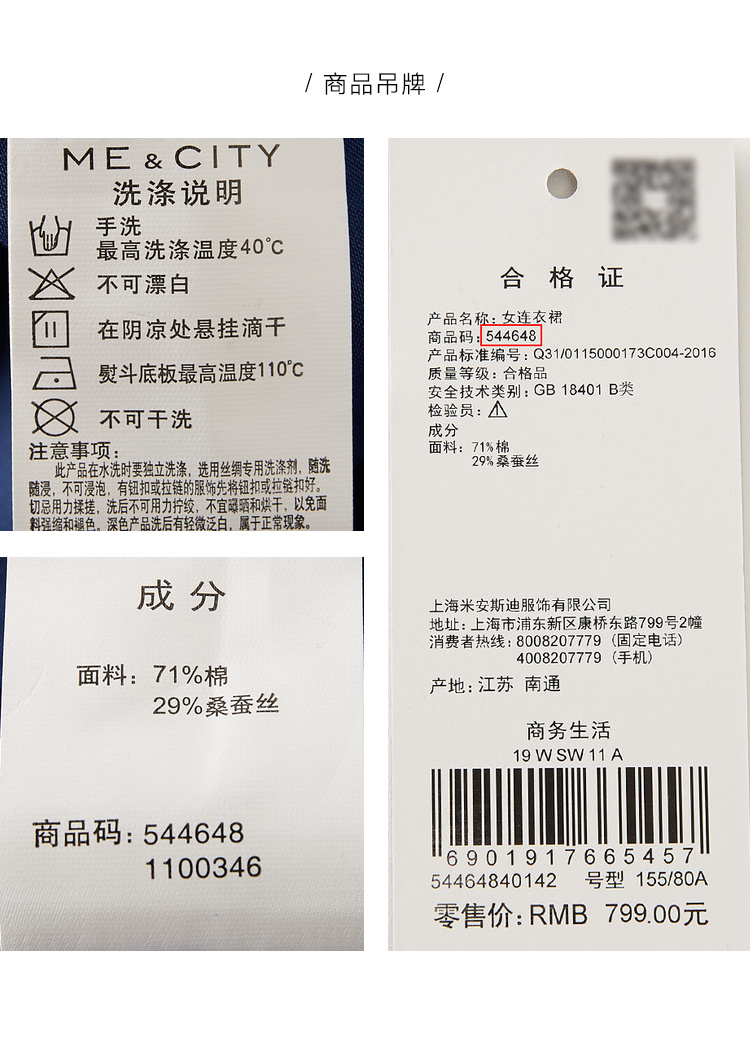 / 商品吊牌 /
ME & CITY
洗涤说明
手洗
最高洗涤温度40℃
不可漂白
在阴凉处悬挂滴干
熨斗底板最高温度110℃
不可干洗
注意事项：
此产品在水洗时要独立洗涤，选用丝绸专用洗涤剂，随洗
随浸，不可浸泡，有钮扣或拉链的服饰先将钮扣或拉链扣好。
切忌用力揉搓，洗后不可用力拧绞，不宜曝晒和烘干，以免面
料强缩和褪色。深色产品洗后有轻微泛白，属于正常现象。
成分
面料：71%棉
29%桑蚕丝
商品码：544648
1100346
合格证
产品名称：女连衣裙
商品码：544648
产品标准编号：Q31/0115000173C004-2016
质量等级：合格品
安全技术类别：GB 18401 B类
检验员：
成分
面料：71%棉
29%桑蚕丝
上海米安斯迪服饰有限公司
地址：上海市浦东新区康桥东路799号2幢
消费者热线：8008207779（固定电话）
4008207779（手机）
产地：江苏 南通
商务生活
19 W SW 11 A
6901917665457
54464840142 号型 155/80A
零售价：RMB 799.00元